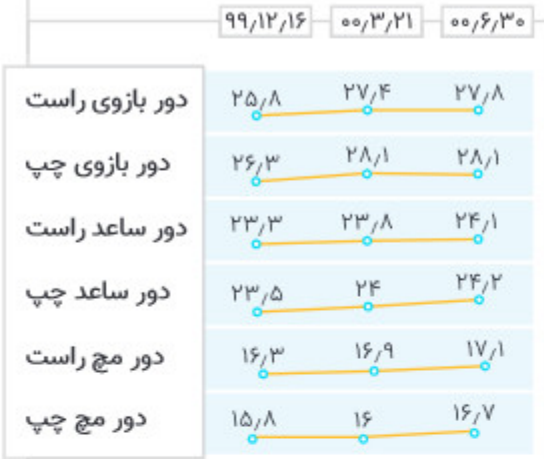 ۹۹/۱۲/۱۶ ۰۰/۳/۲۱ ۰۰/۶/۳۰
دور بازوی راست ۲۵/۸ ۲۷/۴ ۲۷/۸
دور بازوی چپ ۲۶/۳ ۲۸/۱ ۲۸/۱
دور ساعد راست ۲۳/۳ ۲۳/۸ ۲۴/۱
دور ساعد چپ ۲۳/۵ ۲۴ ۲۴/۲
دور مچ راست ۱۶/۳ ۱۶/۹ ۱۷/۱
دور مچ چپ ۱۵/۸ ۱۶ ۱۶/۷